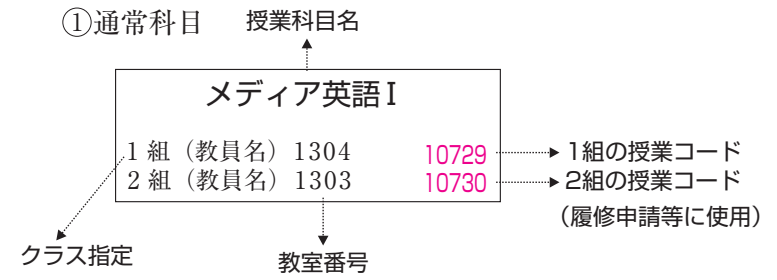 ①通常科目 授業科目名
メディア英語Ⅰ
1組(教員名)1304 10729 1組の授業コード
2組(教員名)1303 10730 2組の授業コード
(履修申請等に使用)
クラス指定 教室番号